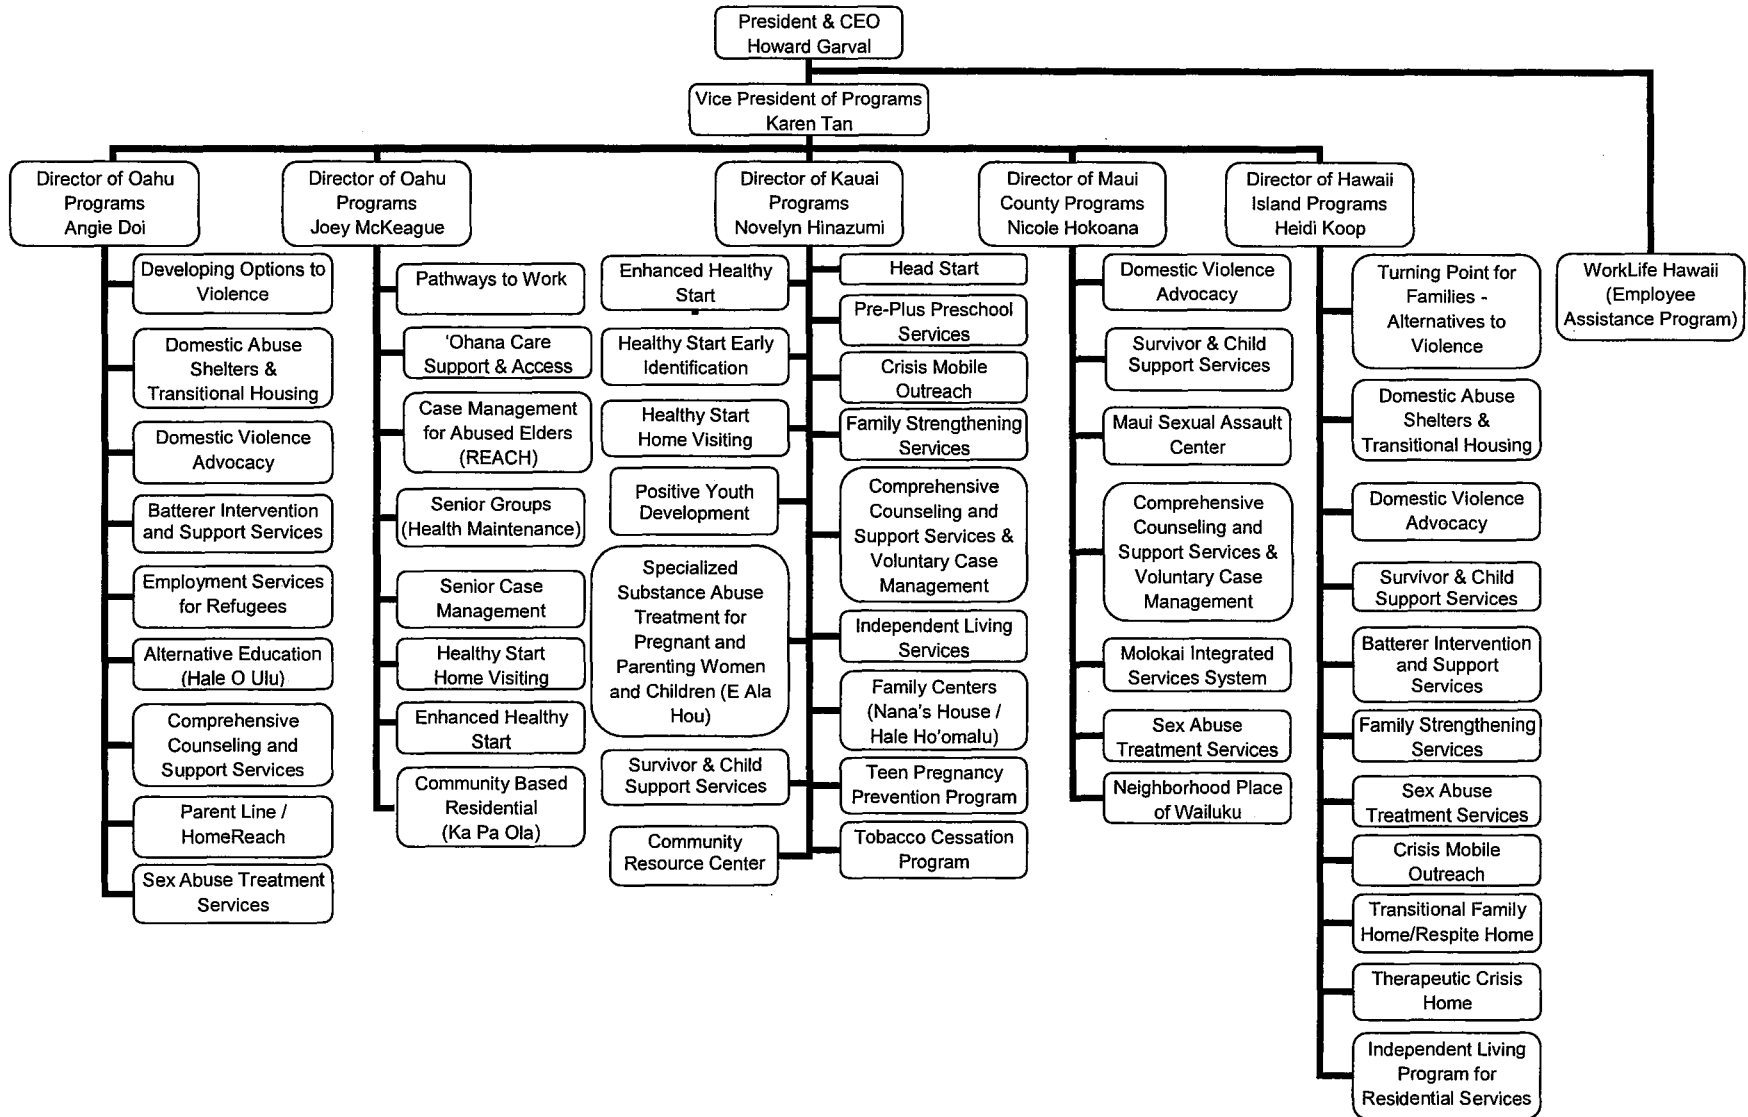 President & CEO
Howard Garval
Vice President of Programs
Karen Tan
Director of Oahu
Programs
Angie Doi
Director of Oahu
Programs
Joey McKeague
Director of Kauai
Programs
Novelyn Hinazumi
Director of Maui
County Programs
Nicole Hokoana
Director of Hawaii
Island Programs
Heidi Koop
WorkLife Hawaii
(Employee
Assistance Program)
Developing Options to
Violence
Domestic Abuse
Shelters &
Transitional Housing
Domestic Violence
Advocacy
Batterer Intervention
and Support Services
Employment Services
for Refugees
Alternative Education
(Hale O Ulu)
Comprehensive
Counseling and
Support Services
Parent Line /
HomeReach
Sex Abuse Treatment
Services
Pathways to Work
'Ohana Care
Support & Access
Case Management
for Abused Elders
(REACH)
Senior Groups
(Health Maintenance)
Senior Case
Management
Healthy Start
Home Visiting
Enhanced Healthy
Start
Community Based
Residential
(Ka Pa Ola)
Enhanced Healthy
Start
Healthy Start Early
Identification
Healthy Start
Home Visiting
Positive Youth
Development
Specialized
Substance Abuse
Treatment for
Pregnant and
Parenting Women
and Children (E Ala
Hou)
Survivor & Child
Support Services
Community
Resource Center
Head Start
Pre-Plus Preschool
Services
Crisis Mobile
Outreach
Family Strengthening
Services
Comprehensive
Counseling and
Support Services &
Voluntary Case
Management
Independent Living
Services
Family Centers
(Nana's House /
Hale Ho'omalu)
Teen Pregnancy
Prevention Program
Tobacco Cessation
Program
Domestic Violence
Advocacy
Survivor & Child
Support Services
Maui Sexual Assault
Center
Comprehensive
Counseling and
Support Services &
Voluntary Case
Management
Molokai Integrated
Services System
Sex Abuse
Treatment Services
Neighborhood Place
of Wailuku
Turning Point for
Families -
Alternatives to
Violence
Domestic Abuse
Shelters &
Transitional Housing
Domestic Violence
Advocacy
Survivor & Child
Support Services
Batterer Intervention
and Support
Services
Family Strengthening
Services
Sex Abuse
Treatment Services
Crisis Mobile
Outreach
Transitional Family
Home/Respite Home
Therapeutic Crisis
Home
Independent Living
Program for
Residential Services